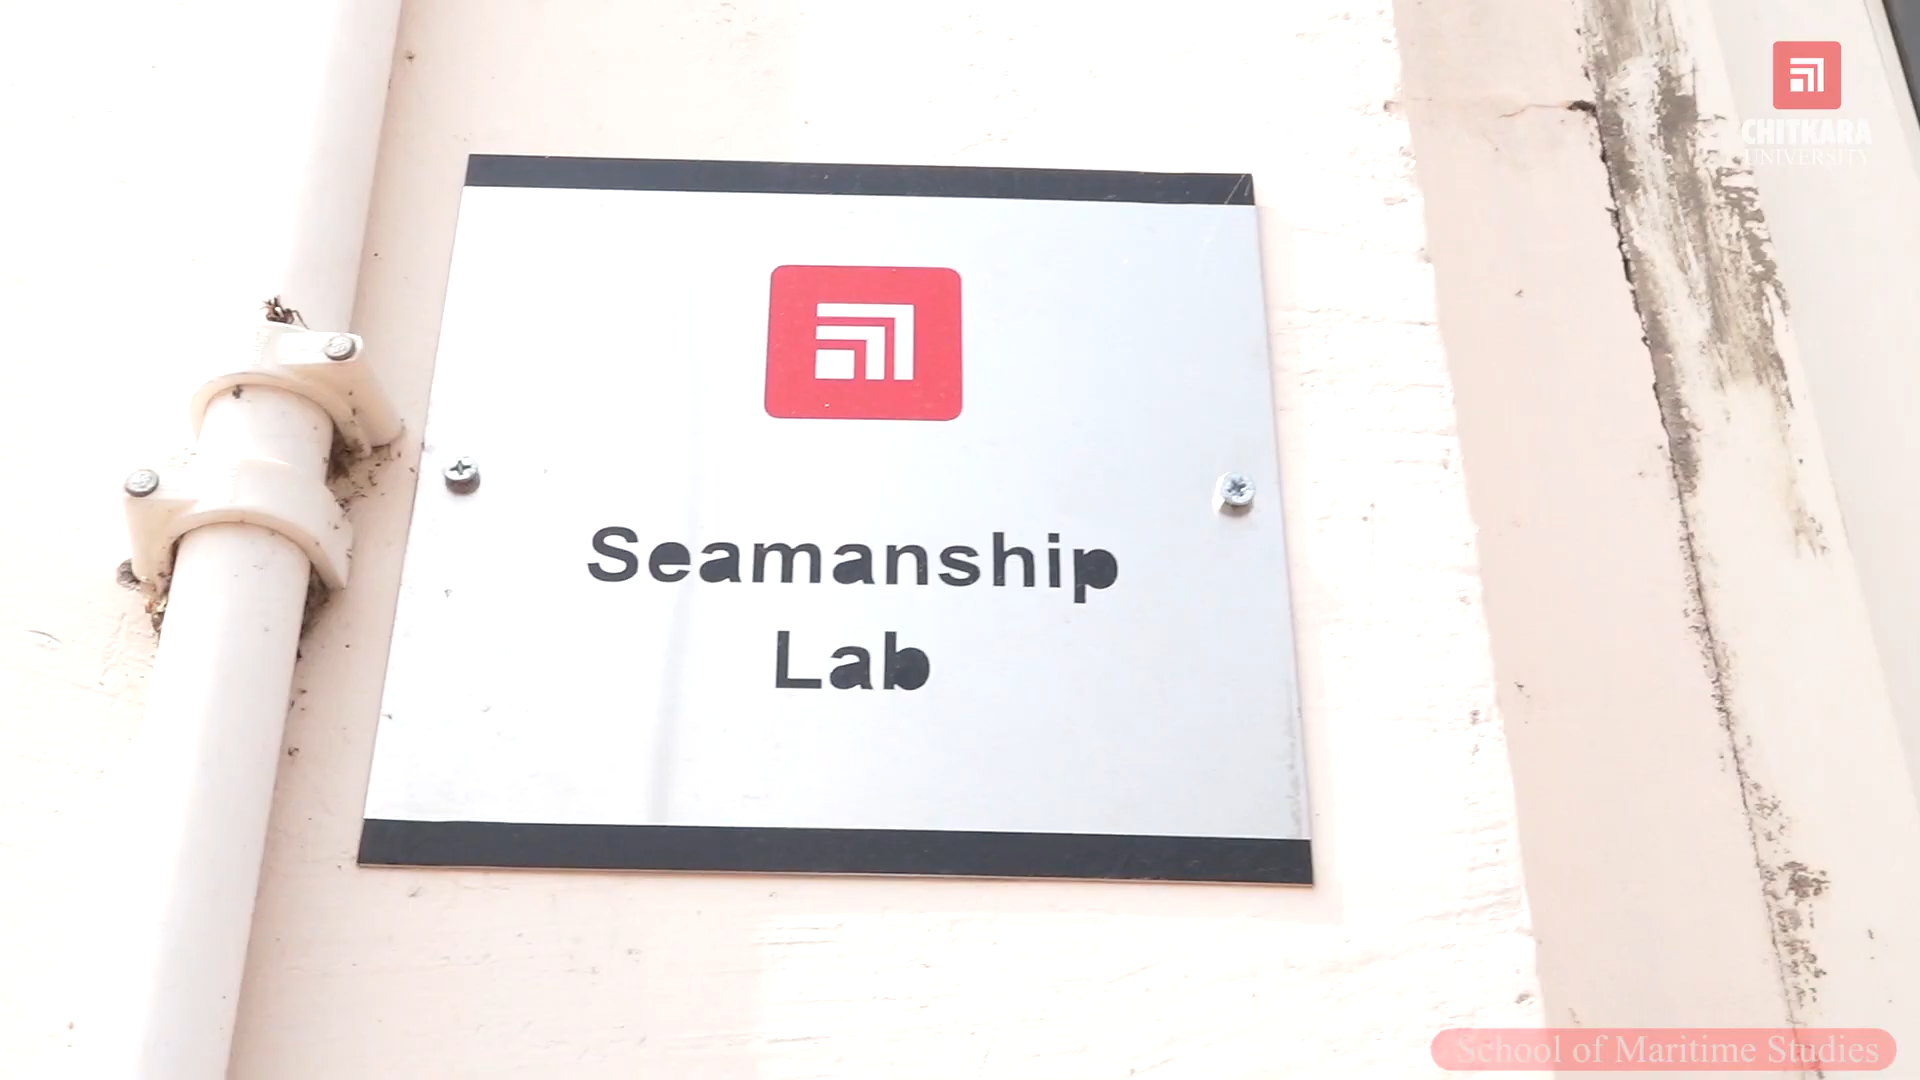 CHITKARA
UNIVERSITY
Seamanship
Lab
School of Maritime Studies